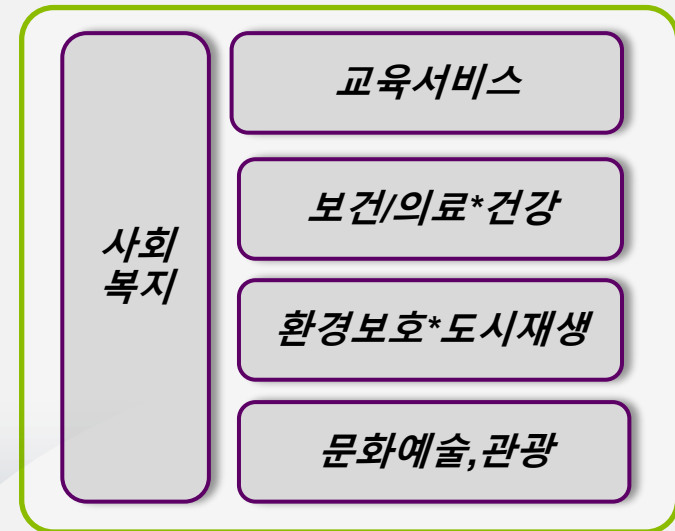 사회
복지
교육서비스
보건/의료*건강
환경보호*도시재생
문화예술,관광